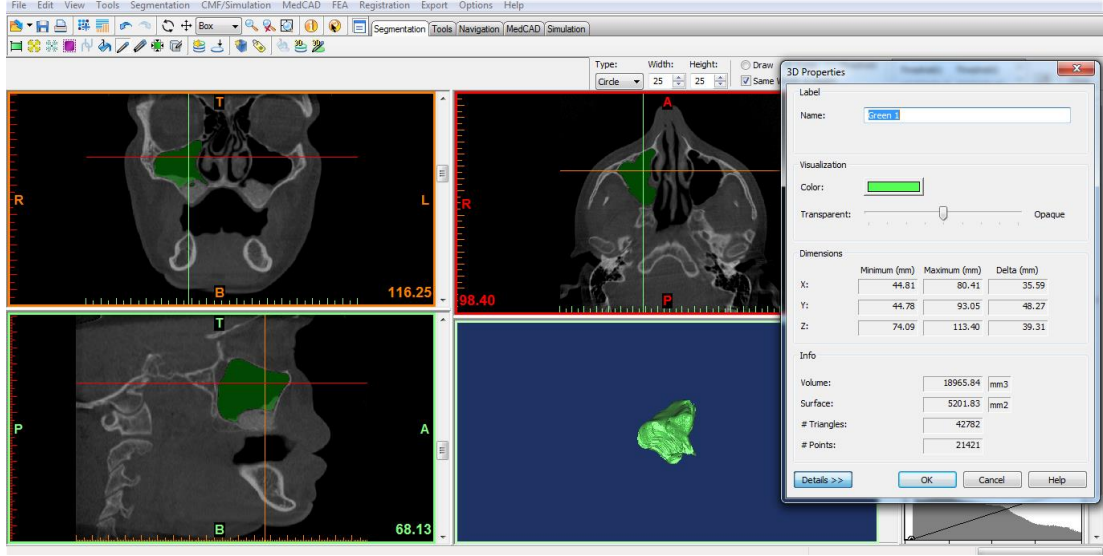 File Edit View Tools Segmentation CMF/Simulation MedCAD FEA Registration Export Options Help
Box Segmentation Tools Navigation MedCAD Simulation
Type: Width: Height: Draw
Circle 25 25 Same
3D Properties
Label
Name: Green 1
Visualization
Color:
Transparent: Opaque
Dimensions
Minimum (mm) Maximum (mm) Delta (mm)
X: 44.81 80.41 35.59
Y: 44.78 93.05 48.27
Z: 74.09 113.40 39.31
Info
Volume: 18965.84 mm3
Surface: 5201.83 mm2
# Triangles: 42782
# Points: 21421
Details >> OK Cancel Help
T
R L
B 116.25
A
R
98.40 P
T
P A
B 68.13